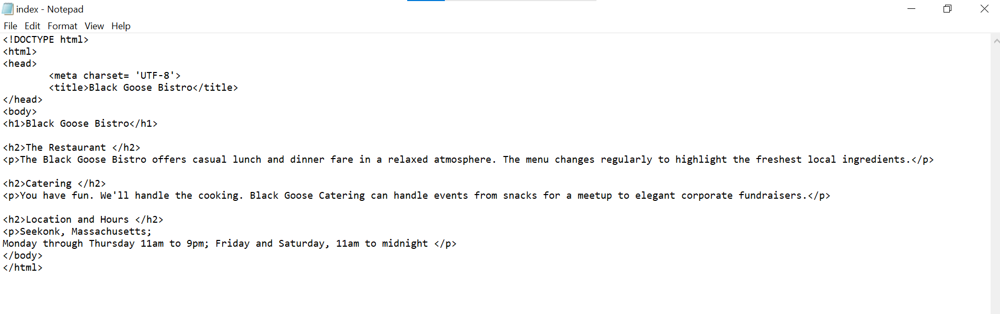 index - Notepad
File Edit Format View Help
<!DOCTYPE html>
<html>
<head>
        <meta charset= 'UTF-8'>
        <title>Black Goose Bistro</title>
</head>
<body>
<h1>Black Goose Bistro</h1>

<h2>The Restaurant </h2>
<p>The Black Goose Bistro offers casual lunch and dinner fare in a relaxed atmosphere. The menu changes regularly to highlight the freshest local ingredients.</p>

<h2>Catering </h2>
<p>You have fun. We'll handle the cooking. Black Goose Catering can handle events from snacks for a meetup to elegant corporate fundraisers.</p>

<h2>Location and Hours </h2>
<p>Seekonk, Massachusetts;
Monday through Thursday 11am to 9pm; Friday and Saturday, 11am to midnight </p>
</body>
</html>